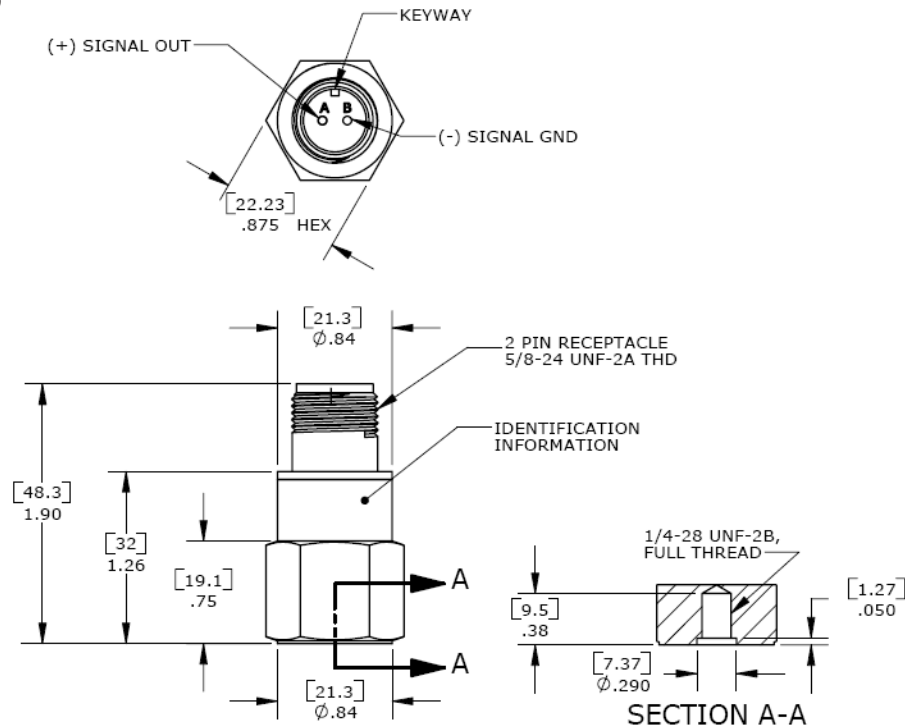 KEYWAY
(+) SIGNAL OUT
A B
(-) SIGNAL GND
[22.23]
.875 HEX
[21.3]
Ø.84
2 PIN RECEPTACLE
5/8-24 UNF-2A THD
IDENTIFICATION
INFORMATION
[48.3]
1.90
[32]
1.26
[19.1]
.75
A
A
[21.3]
Ø.84
1/4-28 UNF-2B,
FULL THREAD
[9.5]
.38
[1.27]
.050
[7.37]
Ø.290
SECTION A-A